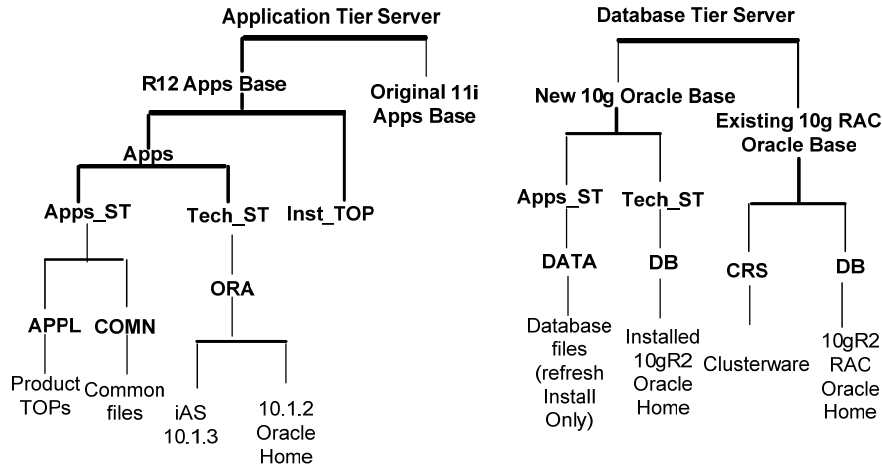 Application Tier Server
R12 Apps Base
Original 11i
Apps Base
Apps
Apps_ST
Tech_ST
Inst_TOP
ORA
APPL
COMN
Product
TOPs
Common
files
iAS
10.1.3
10.1.2
Oracle
Home
Database Tier Server
New 10g Oracle Base
Existing 10g RAC
Oracle Base
Apps_ST
Tech_ST
DATA
DB
CRS
DB
Database
files
(refresh
Install
Only)
Installed
10gR2
Oracle
Home
Clusterware
10gR2
RAC
Oracle
Home